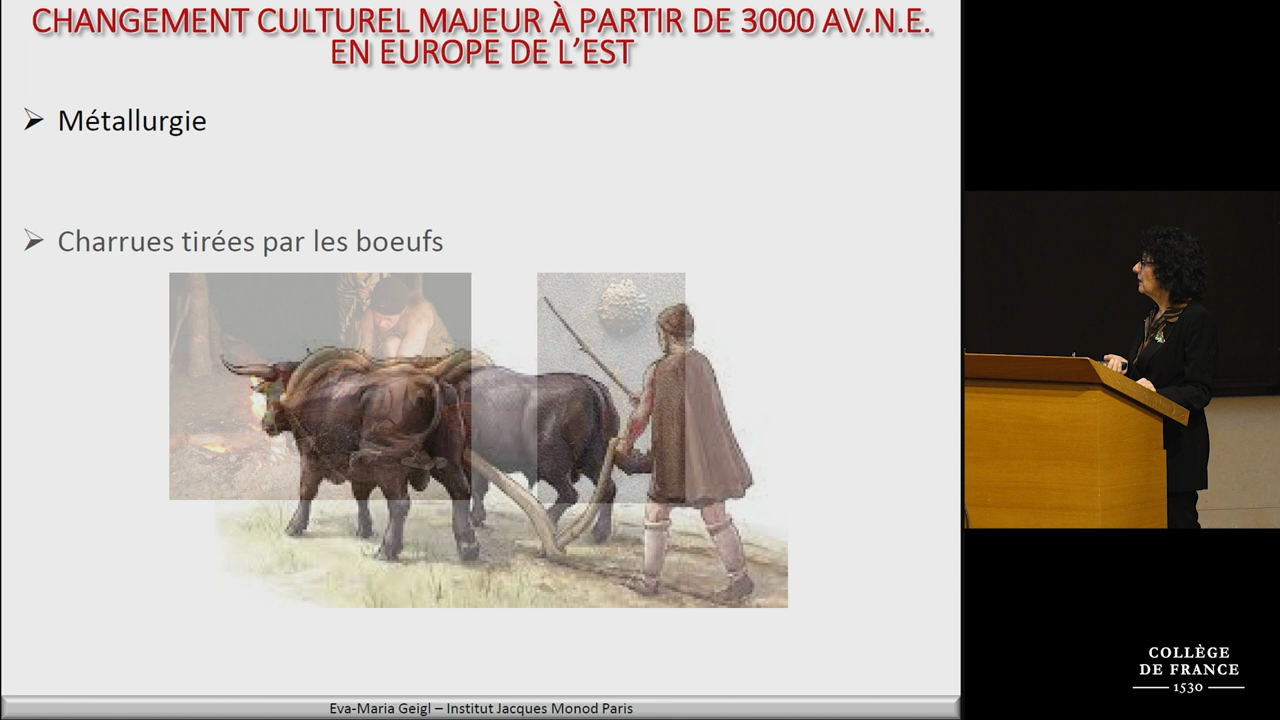 CHANGEMENT CULTUREL MAJEUR À PARTIR DE 3000 AV.N.E.
EN EUROPE DE L'EST
Métallurgie
Charrues tirées par les boeufs
Eva-Maria Geigl – Institut Jacques Monod Paris
COLLÈGE
DE FRANCE
1530